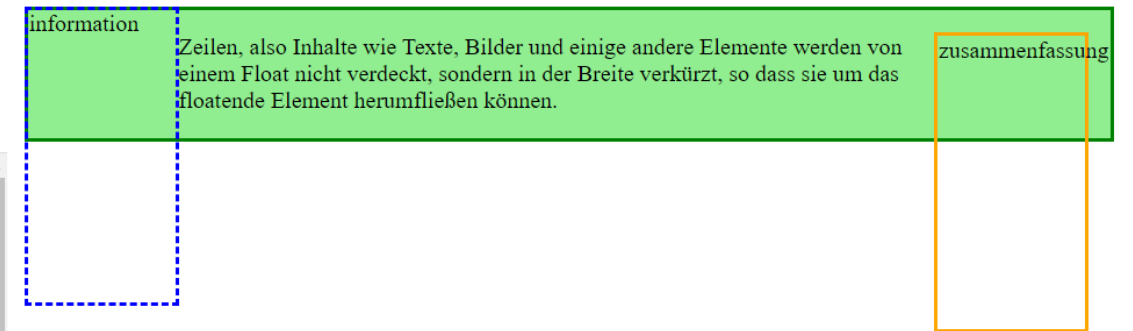 information
Zeilen, also Inhalte wie Texte, Bilder und einige andere Elemente werden von
einem Float nicht verdeckt, sondern in der Breite verkürzt, so dass sie um das
floatende Element herumfließen können.
zusammenfassung